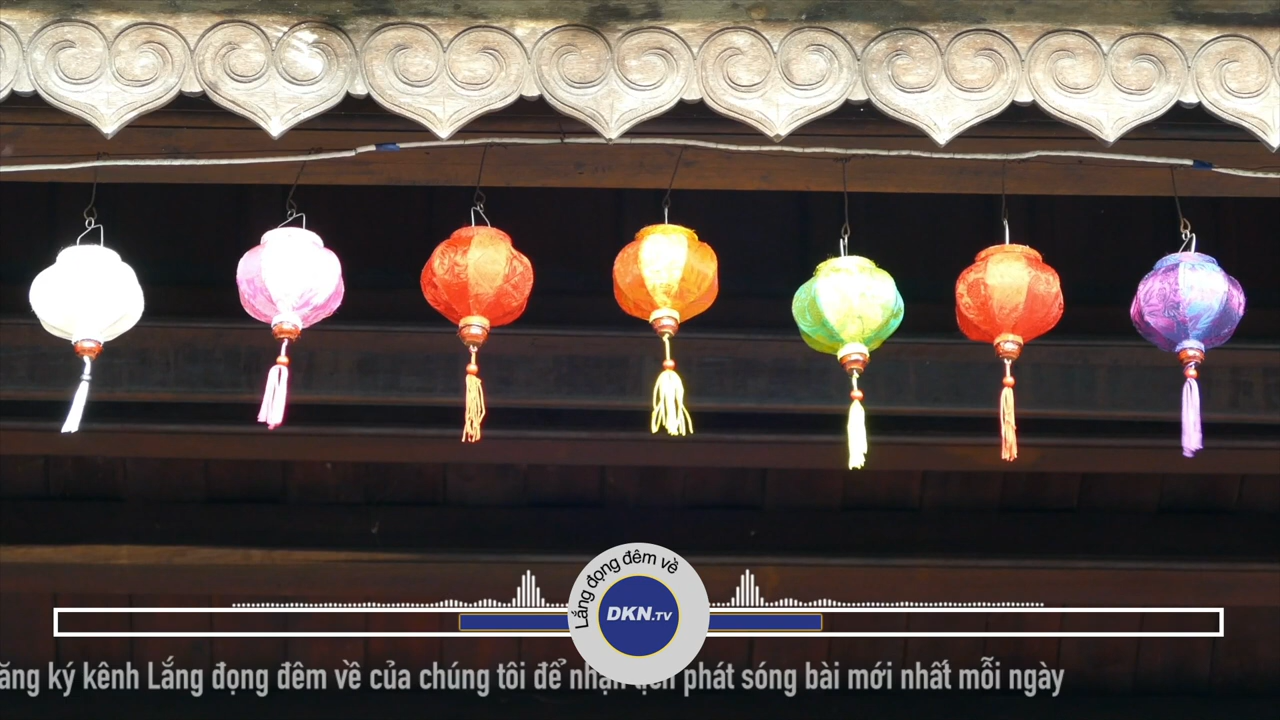 Lắng đọng đêm về
DKN.TV
ăng ký kênh Lắng đọng đêm về của chúng tôi để nhận phát sóng bài mới nhất mỗi ngày